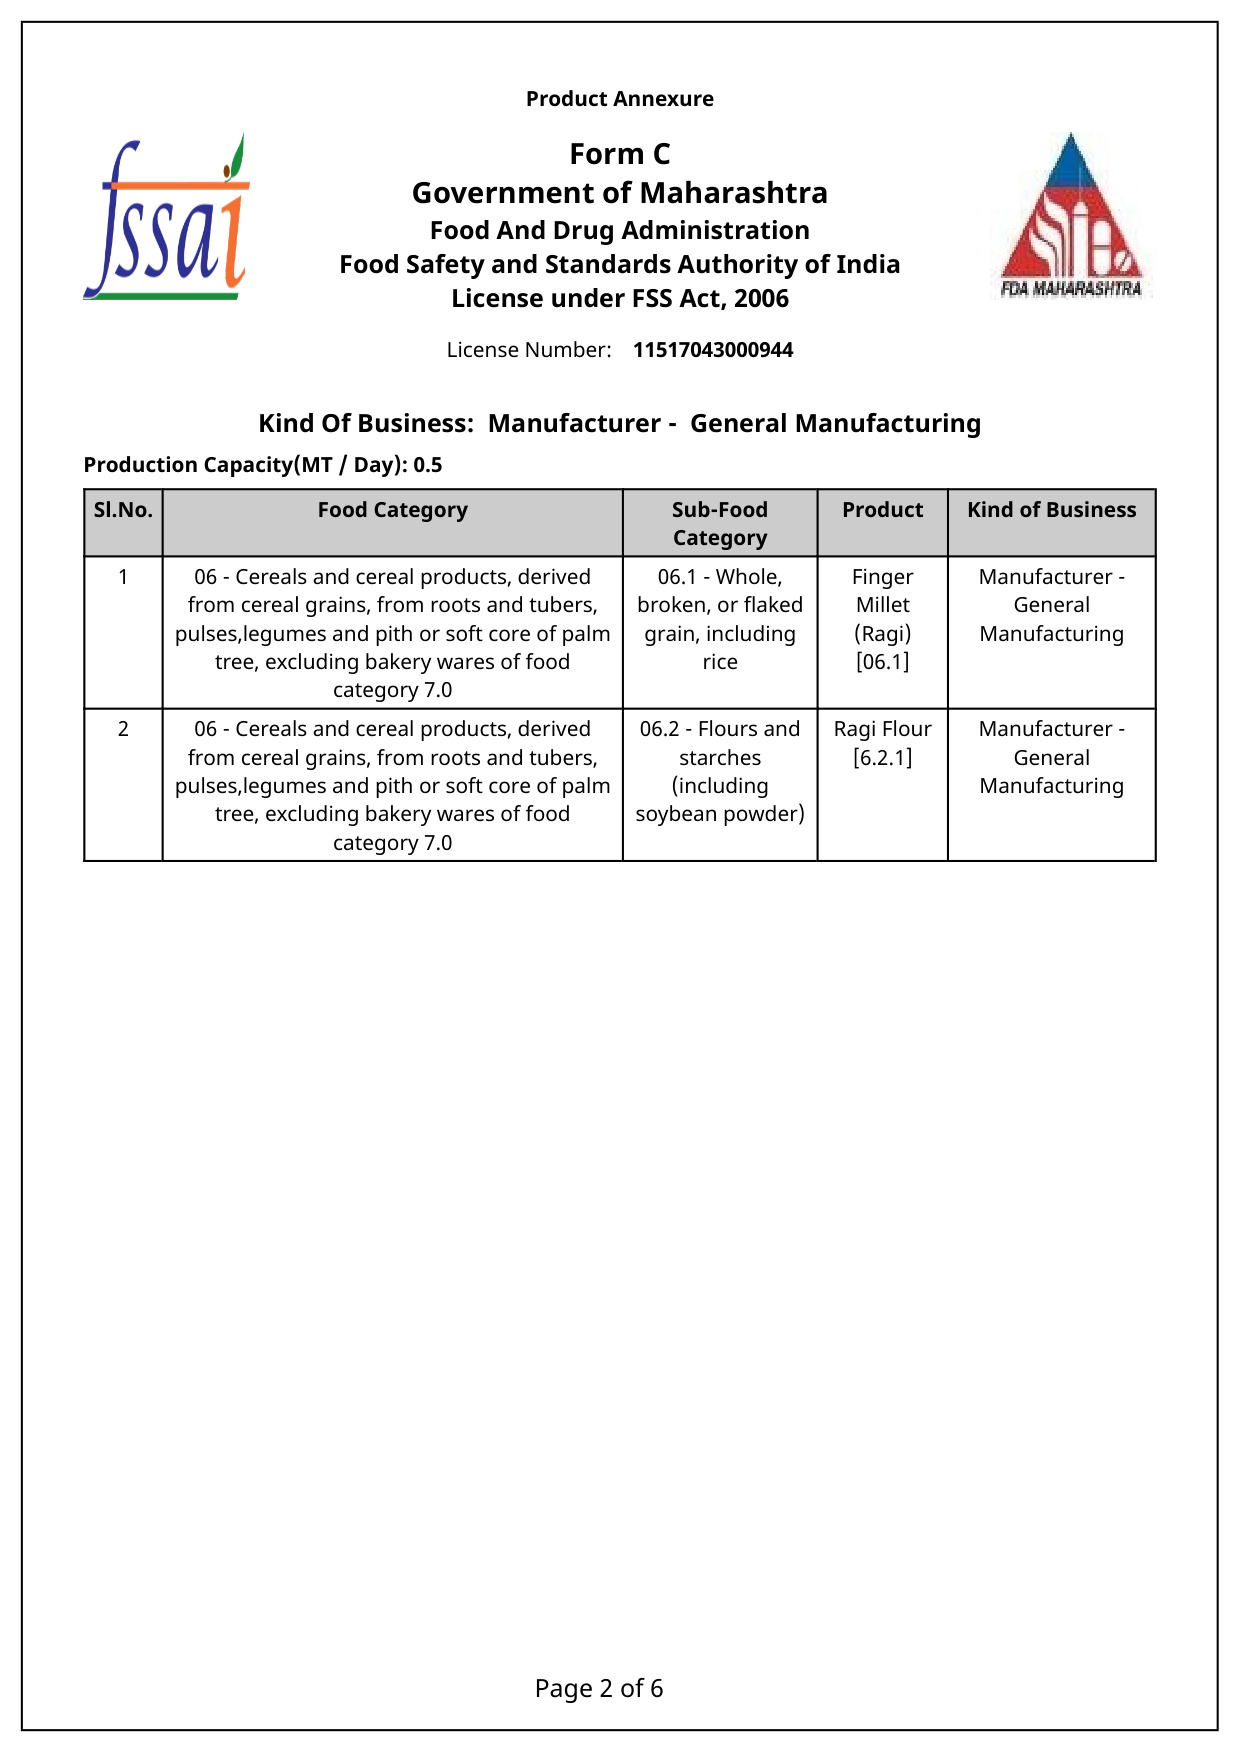 Product Annexure
fssai
Form C
Government of Maharashtra
Food And Drug Administration
Food Safety and Standards Authority of India
License under FSS Act, 2006
FDA MAHARASHTRA
License Number: 11517043000944
Kind Of Business: Manufacturer - General Manufacturing
Production Capacity(MT / Day): 0.5
Sl.No. Food Category Sub-Food Category Product Kind of Business
1
06 - Cereals and cereal products, derived
from cereal grains, from roots and tubers,
pulses,legumes and pith or soft core of palm
tree, excluding bakery wares of food
category 7.0
06.1 - Whole,
broken, or flaked
grain, including
rice
Finger
Millet
(Ragi)
[06.1]
Manufacturer -
General
Manufacturing
2
06 - Cereals and cereal products, derived
from cereal grains, from roots and tubers,
pulses,legumes and pith or soft core of palm
tree, excluding bakery wares of food
category 7.0
06.2 - Flours and
starches
(including
soybean powder)
Ragi Flour
[6.2.1]
Manufacturer -
General
Manufacturing
Page 2 of 6